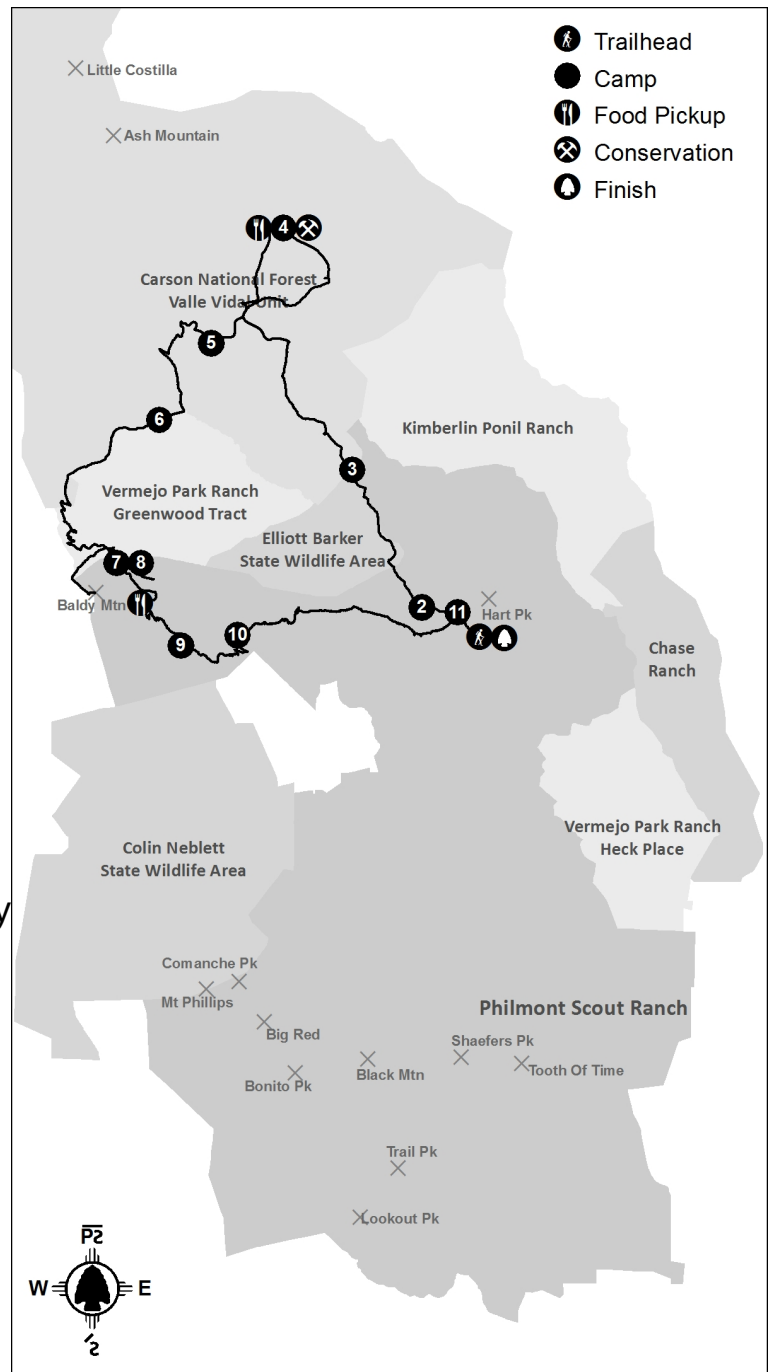 Trailhead
Camp
Food Pickup
Conservation
Finish
Little Costilla
Ash Mountain
4
Carson National Forest
Valle Vidal Unit
5
6
Kimberlin Ponil Ranch
3
Vermejo Park Ranch
Greenwood Tract
Elliott Barker
State Wildlife Area
7 8
Baldy Mtn
2 11
Hart Pk
9
10
Chase
Ranch
Vermejo Park Ranch
Heck Place
Colin Neblett
State Wildlife Area
y
Comanche Pk
Mt Phillips
Big Red
Philmont Scout Ranch
Shaefers Pk
Black Mtn
Tooth Of Time
Bonito Pk
Trail Pk
Lookout Pk
W E